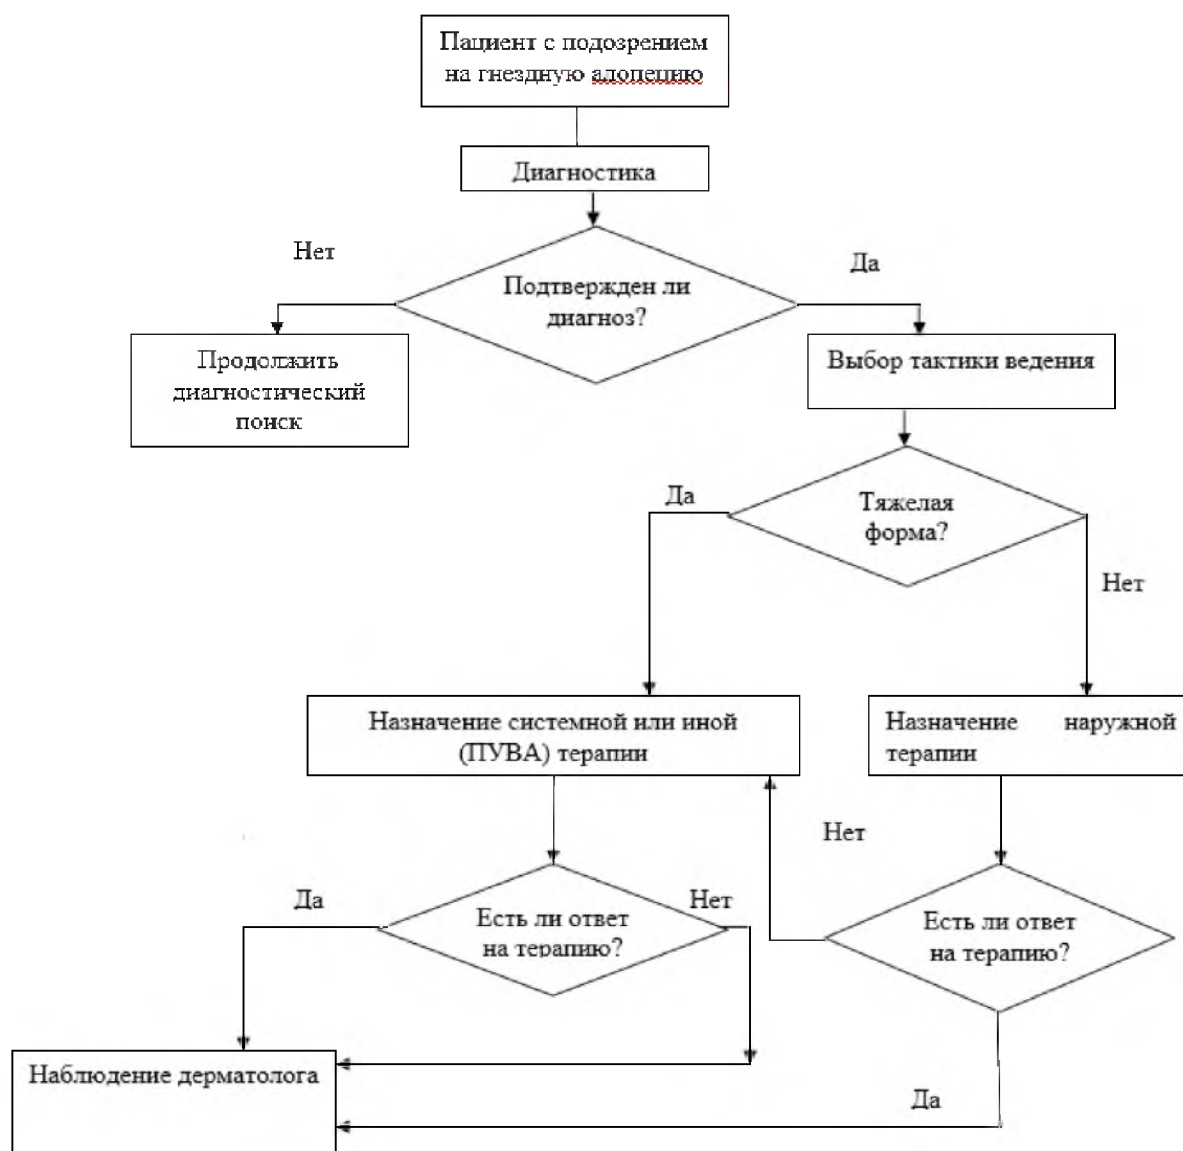 Пациент с подозрением
на гнездную алопецию
Диагностика
Нет
Да
Подтвержден ли
диагноз?
Продолжить
диагностический
поиск
Выбор тактики ведения
Да
Тяжелая
форма?
Нет
Назначение системной или иной
(ПУВА) терапии
Назначение наружной
терапии
Нет
Да
Нет
Есть ли ответ
на терапию?
Есть ли ответ
на терапию?
Наблюдение дерматолога
Да